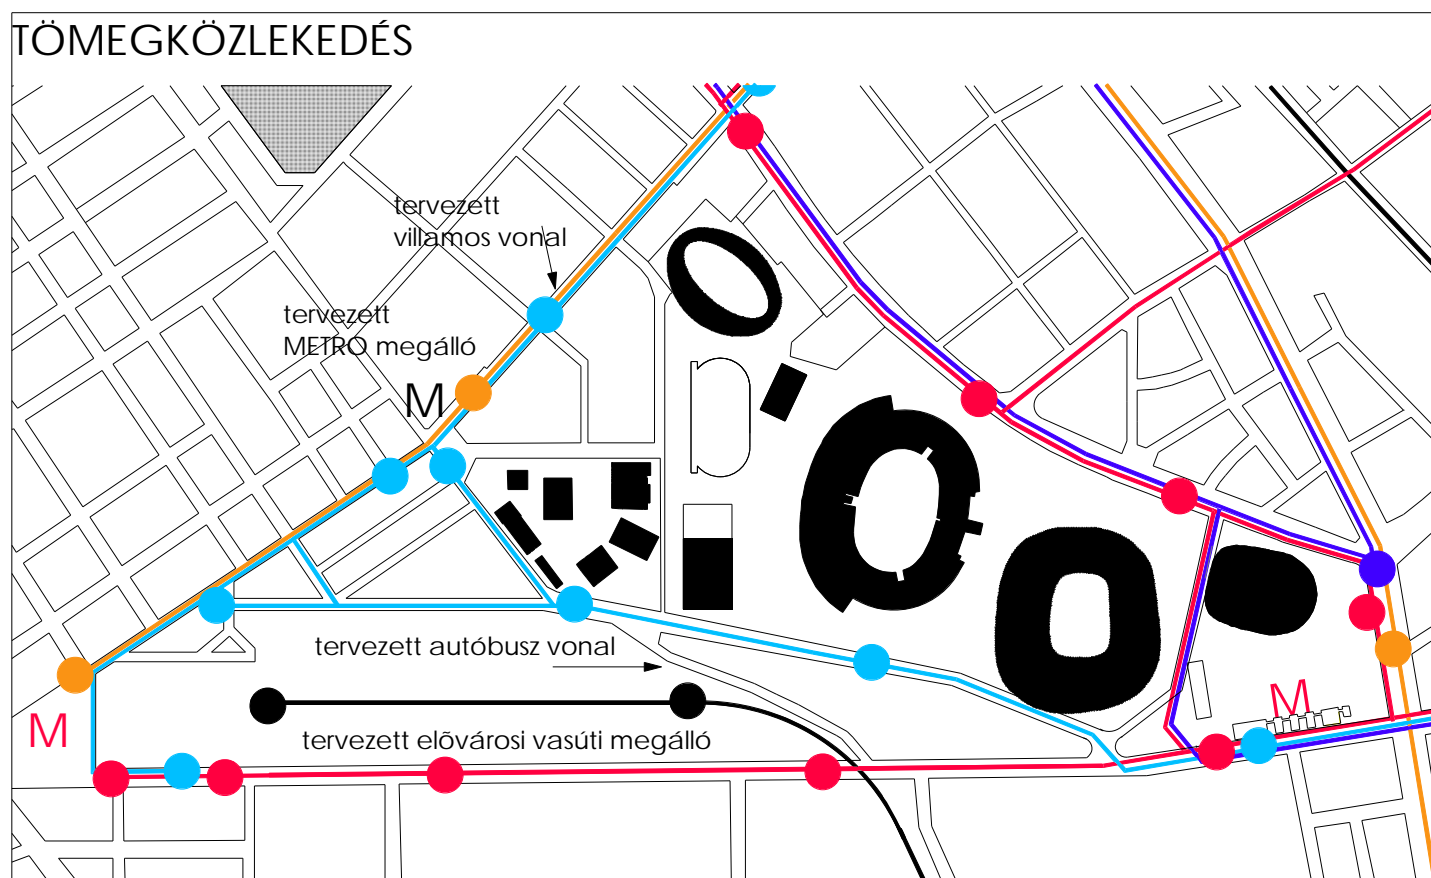 TÖMEGKÖZLEKEDÉS
tervezett
villamos vonal
tervezett
METRO megálló
M
tervezett autóbusz vonal
M
M
tervezett elővárosi vasúti megálló